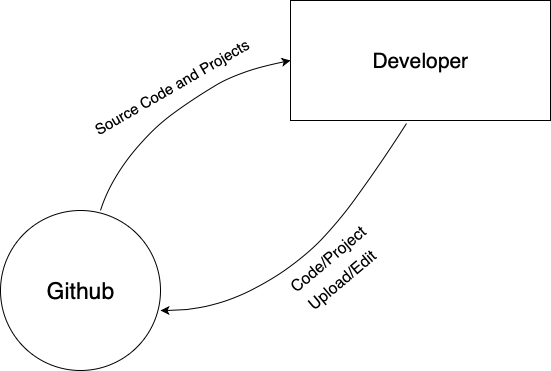 Developer
Source Code and Projects
Code/Project
Upload/Edit
Github